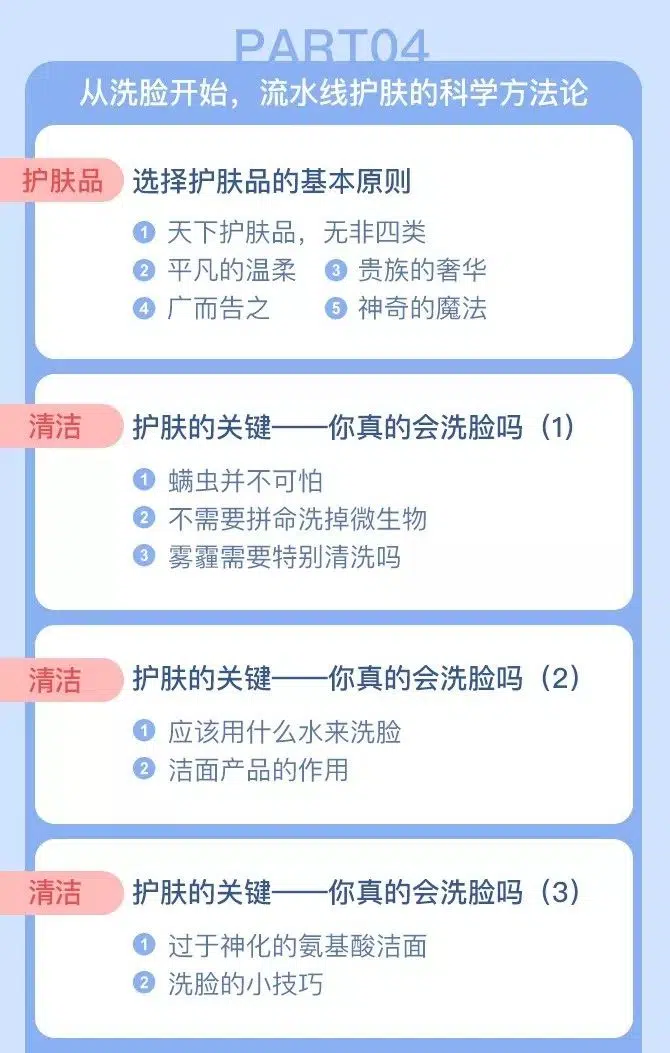 PART04
从洗脸开始，流水线护肤的科学方法论
护肤品 选择护肤品的基本原则
1 天下护肤品，无非四类
2 平凡的温柔 3 贵族的奢华
4 广而告之 5 神奇的魔法
清洁 护肤的关键——你真的会洗脸吗（1）
1 螨虫并不可怕
2 不需要拼命洗掉微生物
3 雾霾需要特别清洗吗
清洁 护肤的关键——你真的会洗脸吗（2）
1 应该用什么水来洗脸
2 洁面产品的作用
清洁 护肤的关键——你真的会洗脸吗（3）
1 过于神化的氨基酸洁面
2 洗脸的小技巧